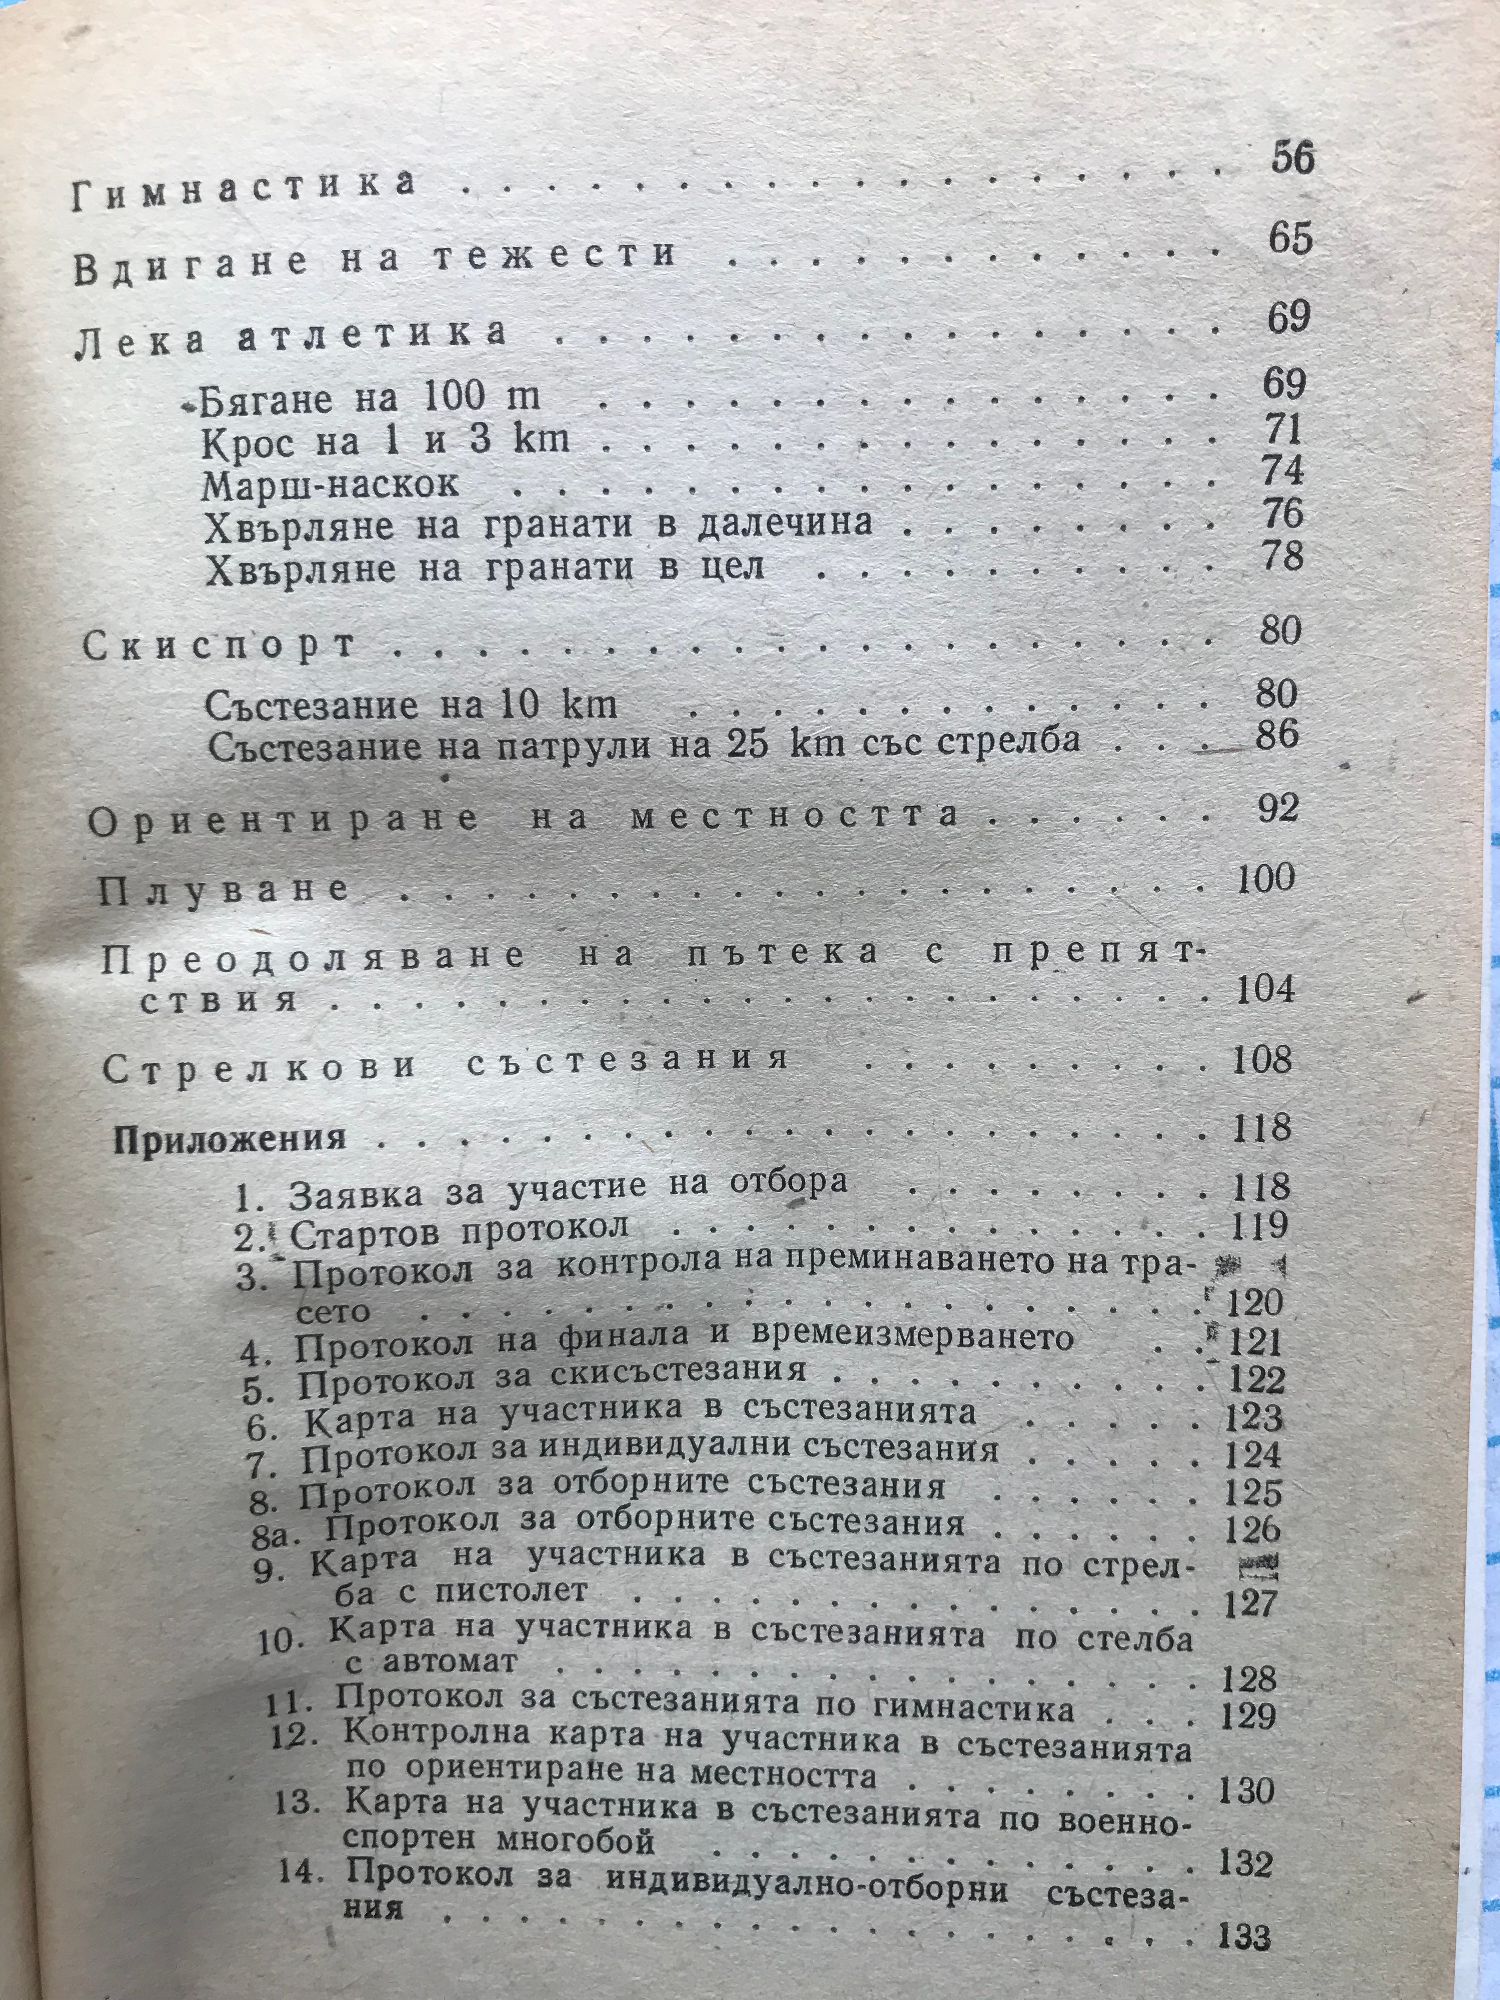 Гимнастика . . . . . . . . . . . . . . . . . . 56
Вдигане на тежести . . . . . . . . . . . . 65
Лека атлетика . . . . . . . . . . . . . . . . 69
Бягане на 100 m . . . . . . . . . . . . . . . 69
Крос на 1 и 3 km . . . . . . . . . . . . . . . 71
Марш-наскок . . . . . . . . . . . . . . . . . 74
Хвърляне на гранати в далечина . . . . . . . . 76
Хвърляне на гранати в цел . . . . . . . . . . 78
Скиспорт . . . . . . . . . . . . . . . . . . . . 80
Състезание на 10 km . . . . . . . . . . . . . 80
Състезание на патрули на 25 km със стрелба . . . 86
Ориентиране на местността . . . . . . 92
Плуване . . . . . . . . . . . . . . . . . . . . 100
Преодоляване на пътека с препят-
ствия . . . . . . . . . . . . . . . . . . . . . 104
Стрелкови състезания . . . . . . . . . 108
Приложения . . . . . . . . . . . . . . . . . . . . 118
1. Заявка за участие на отбора . . . . . . . . 118
2. Стартов протокол . . . . . . . . . . . . . 119
3. Протокол за контрола на преминаването на тра-
сето . . . . . . . . . . . . . . . . . . . 120
4. Протокол на финала и времеизмерването . . 121
5. Протокол за скисъстезания . . . . . . . . . 122
6. Карта на участника в състезанията . . . . . 123
7. Протокол за индивидуални състезания . . . . . 124
8. Протокол за отборните състезания . . . . . . 125
8а. Протокол за отборните състезания . . . . . . 126
9. Карта на участника в състезанията по стрел-
ба с пистолет . . . . . . . . . . . . . . 127
10. Карта на участника в състезанията по стелба
с автомат . . . . . . . . . . . . . . . . 128
11. Протокол за състезанията по гимнастика . . . 129
12. Контролна карта на участника в състезанията
по ориентиране на местността . . . . . . . 130
13. Карта на участника в състезанията по военно-
спортен многобой . . . . . . . . . . . . 132
14. Протокол за индивидуално-отборни състеза-
ния . . . . . . . . . . . . . . . . . . . 133